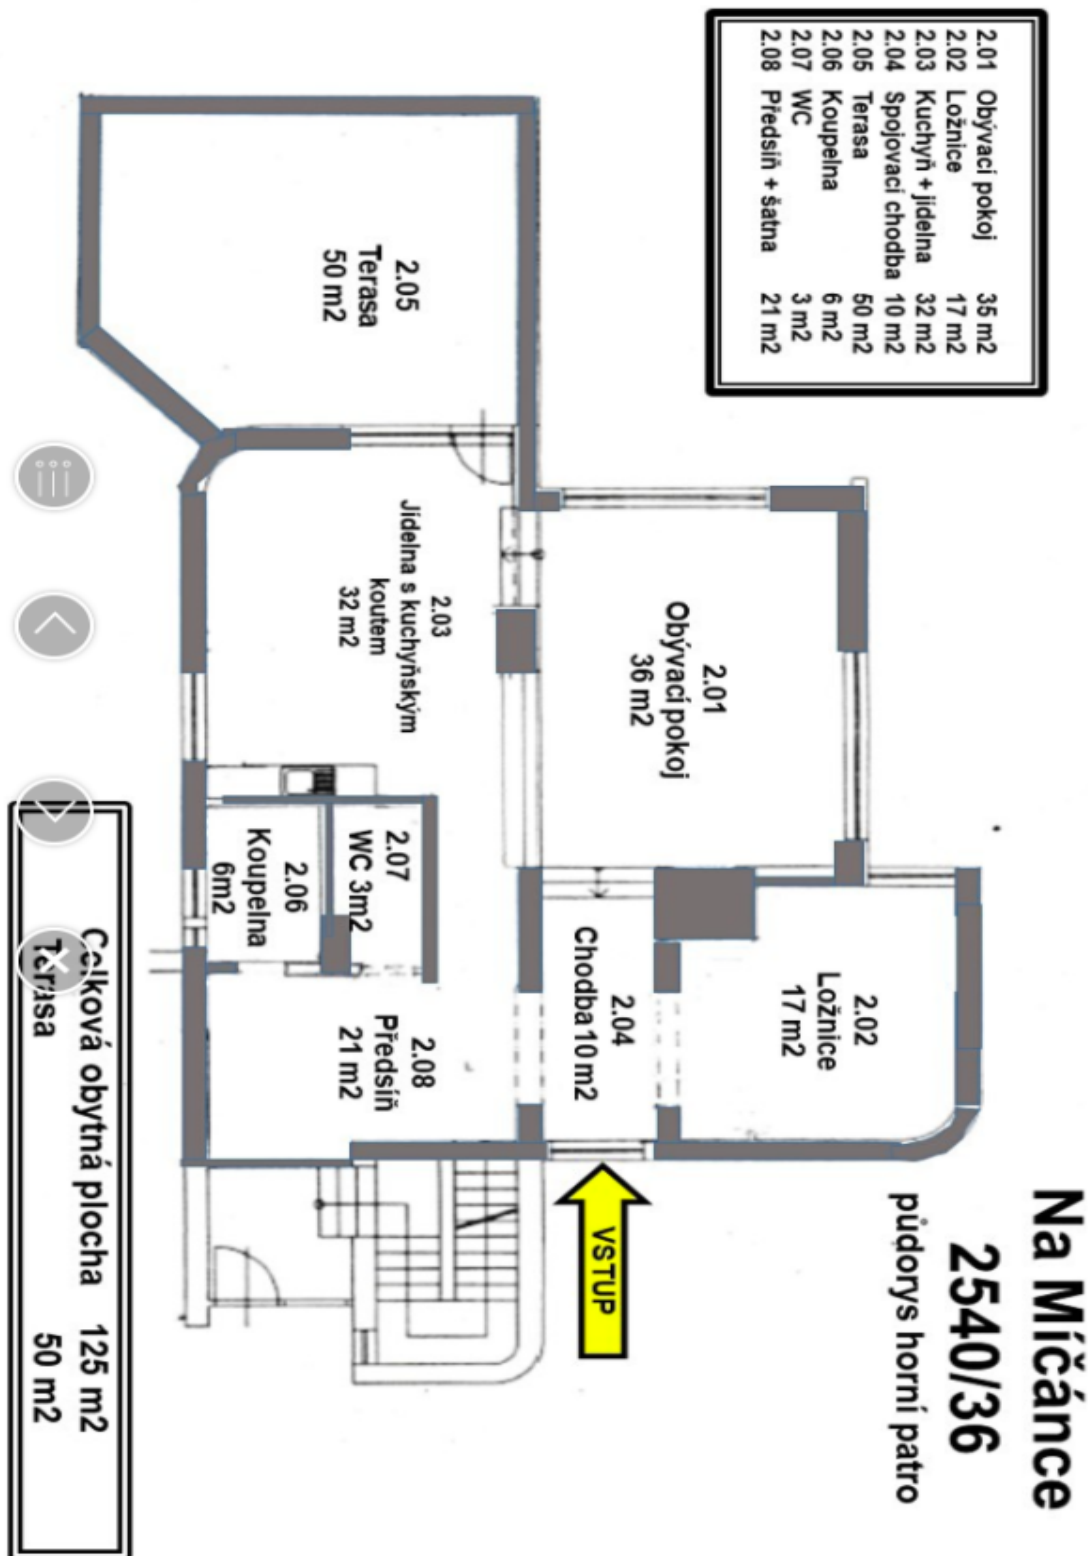 2.01 Obývací pokoj 35 m2
2.02 Ložnice 17 m2
2.03 Kuchyň + jídelna 32 m2
2.04 Spojovací chodba 10 m2
2.05 Terasa 50 m2
2.06 Koupelna 6 m2
2.07 WC 3 m2
2.08 Předsíň + šatna 21 m2
Na Míčánce
2540/36
půdorys horní patro
2.05
Terasa
50 m2
2.01
Obývací pokoj
36 m2
2.03
Jídelna s kuchyňským
koutem
32 m2
2.02
Ložnice
17 m2
2.04
Chodba 10 m2
2.07
WC 3m2
2.06
Koupelna
6m2
2.08
Předsíň
21 m2
VSTUP
Celková obytná plocha 125 m2
Terasa 50 m2